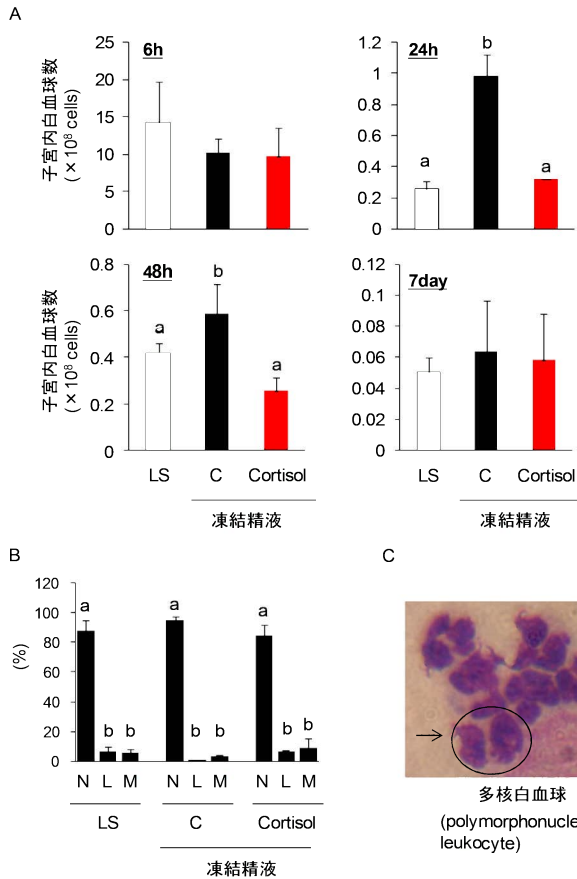 A
子宮内白血球数
(×10⁸ cells)
25
20
15
10
5
0
6h
1.2
1
0.8
0.6
0.4
0.2
0
24h
a
b
a
子宮内白血球数
(×10⁸ cells)
0.8
0.6
0.4
0.2
0
48h
a
b
a
LS
C
Cortisol
凍結精液
0.12
0.1
0.08
0.06
0.04
0.02
0
7day
LS
C
Cortisol
凍結精液
B
(%)
120
100
80
60
40
20
0
a
b
b
a
b
b
a
b
b
N L M
N L M
N L M
LS
C
Cortisol
凍結精液
C
多核白血球
(polymorphonucle
leukocyte)